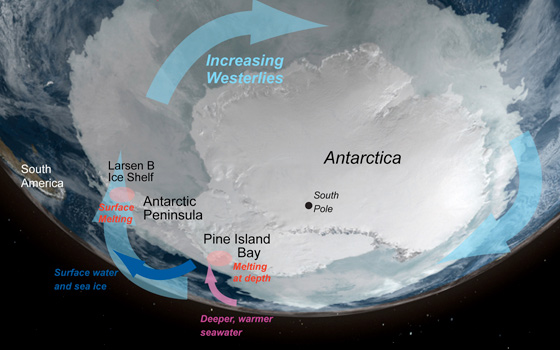 Increasing
Westerlies
Antarctica
South
America
Larsen B
Ice Shelf
Surface
Melting
Antarctic
Peninsula
South
Pole
Pine Island
Bay
Melting
at depth
Surface water
and sea ice
Deeper, warmer
seawater